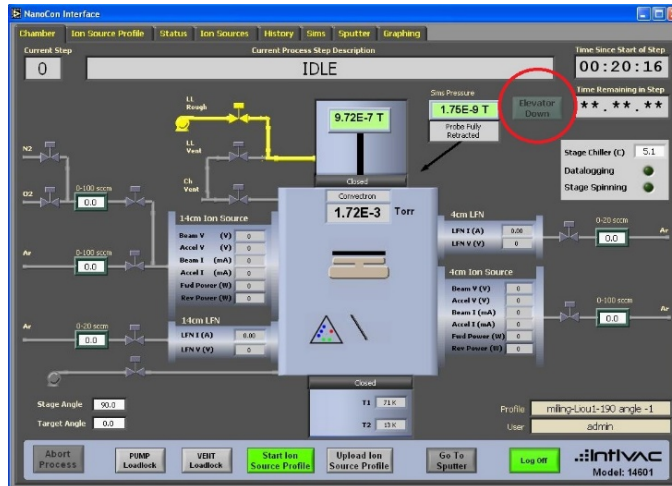 NanoCon Interface
Chamber Ion Source Profile Status Ion Sources History Sims Sputter Graphing
Current Step
0
Current Process Step Description
IDLE
Time Since Start of Step
00:20:16
Time Remaining in Step
**.**.**
LL
Rough
9.72E-7 T
Sims Pressure
1.75E-9 T
Probe Fully
Retracted
Elevator
Down
N2
LL
Vent
Stage Chiller (C) 5.1
Datalogging
Stage Spinning
Ch
Vent
Closed
O2
0-100 sccm
0.0
Convectron
1.72E-3 Torr
14cm Ion Source
Beam V (V) 0
Accel V (V) 0
Beam I (mA) 0
Accel I (mA) 0
Fwd Power (W) 0
Rev Power (W) 0
4cm LFN
LFN I (A) 0.00
LFN V (V) 0
0-20 sccm
0.0
Ar
Ar
0-100 sccm
0.0
4cm Ion Source
Beam V (V) 0
Accel V (V) 0
Beam I (mA) 0
Accel I (mA) 0
Fwd Power (W) 0
Rev Power (W) 0
0-100 sccm
0.0
Ar
Ar
0-20 sccm
0.0
14cm LFN
LFN I (A) 0.00
LFN V (V) 0
Closed
T1 71 K
T2 13 K
Stage Angle 90.0
Target Angle 0.0
Profile milling-Liou1-190 angle -1
User admin
Abort
Process
PUMP
Loadlock
VENT
Loadlock
Start Ion
Source Profile
Upload Ion
Source Profile
Go To
Sputter
Log Off
Intlvac
Model: 14601